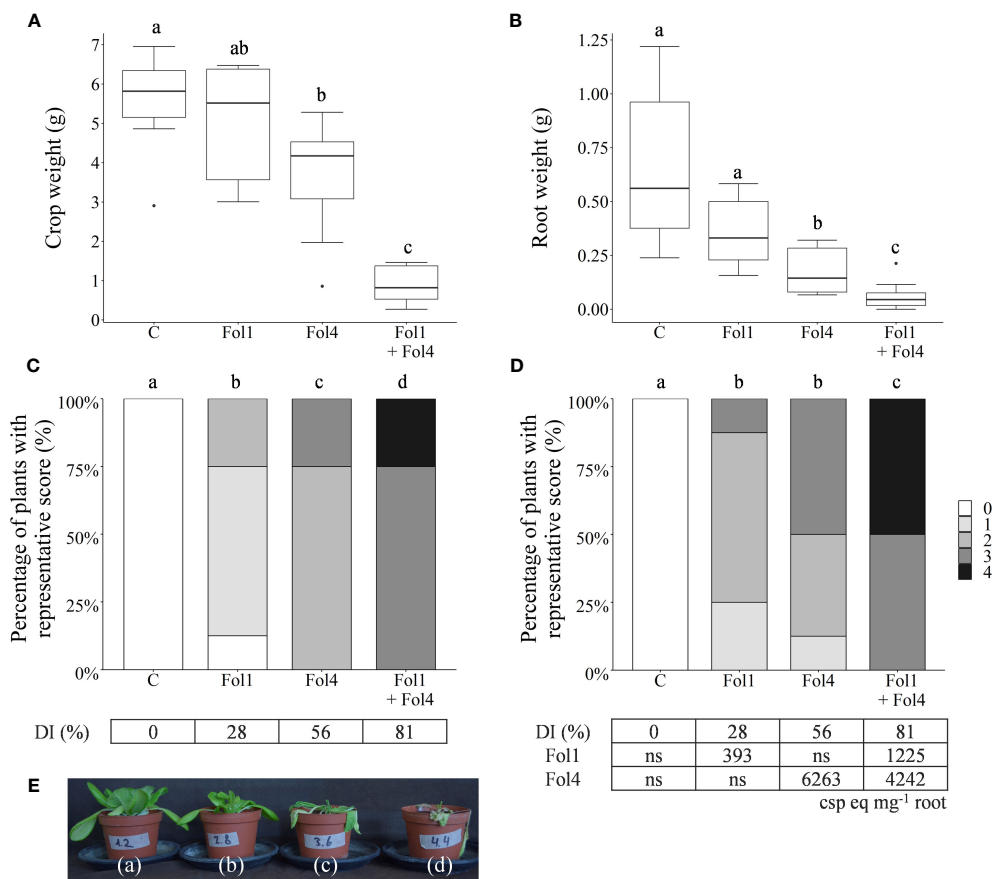 A
Crop weight (g)
7
6
5
4
3
2
1
0
a
ab
b
c
C
Fol1
Fol4
Fol1
+ Fol4
B
Root weight (g)
1.25
1.00
0.75
0.50
0.25
0.00
a
a
b
c
C
Fol1
Fol4
Fol1
+ Fol4
C
Percentage of plants with
representative score (%)
100%
75%
50%
25%
0%
a
b
c
d
C
Fol1
Fol4
Fol1
+ Fol4
DI (%) 0 28 56 81
D
Percentage of plants with
representative score (%)
100%
75%
50%
25%
0%
a
b
b
c
C
Fol1
Fol4
Fol1
+ Fol4
0
1
2
3
4
DI (%) 0 28 56 81
Fol1 ns 393 ns 1225
Fol4 ns ns 6263 4242
csp eq mg-1 root
E
1.2
2.8
3.6
4.4
(a)
(b)
(c)
(d)